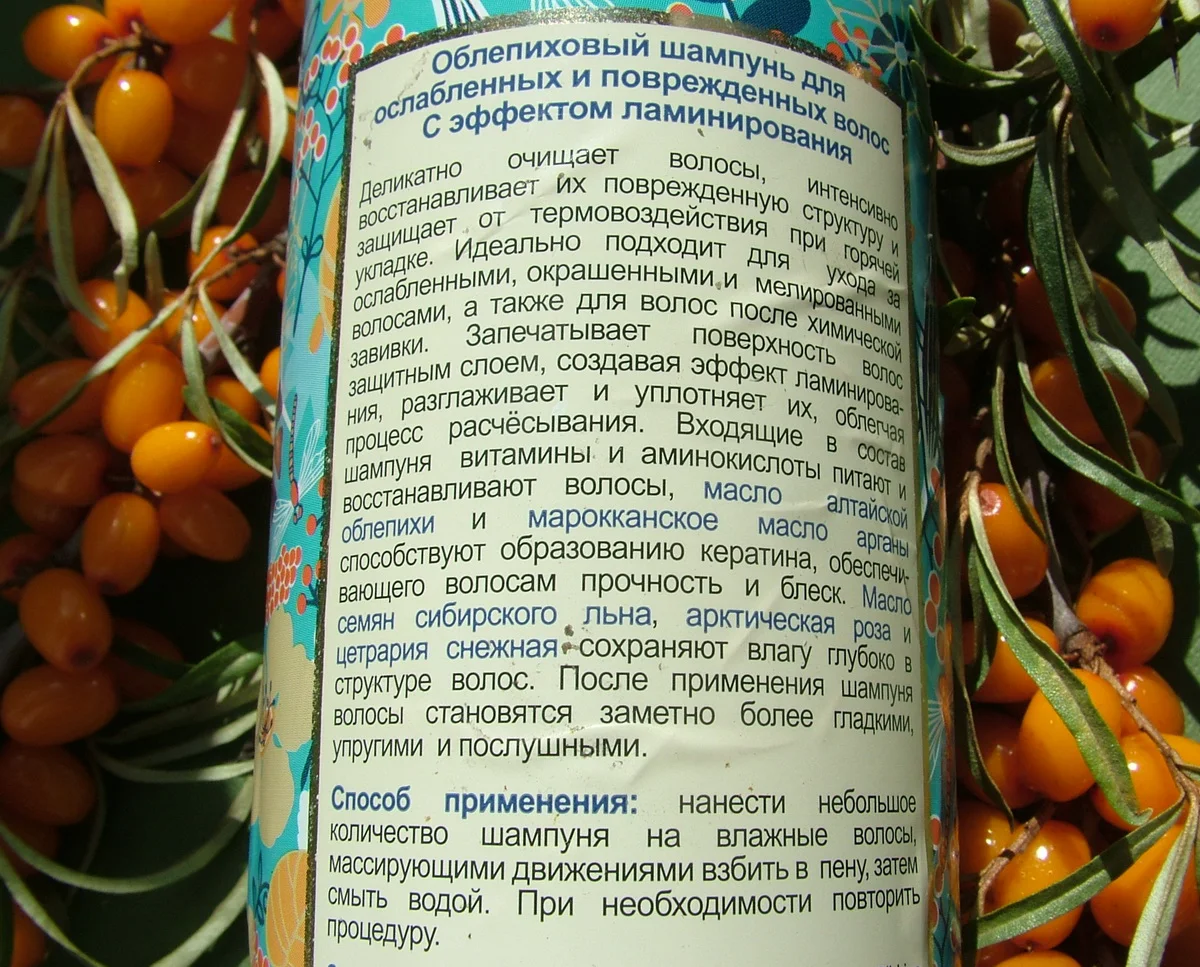 Облепиховый шампунь для
ослабленных и поврежденных волос
С эффектом ламинирования
Деликатно очищает волосы, интенсивно
восстанавливает их поврежденную структуру и
защищает от термовоздействия при горячей
укладке. Идеально подходит для ухода за
ослабленными, окрашенными и мелированными
волосами, а также для волос после химической
завивки. Запечатывает поверхность волос
защитным слоем, создавая эффект ламинирова-
ния, разглаживает и уплотняет их, облегчая
процесс расчёсывания. Входящие в состав
шампуня витамины и аминокислоты питают и
восстанавливают волосы, масло алтайской
облепихи и марокканское масло арганы
способствуют образованию кератина, обеспечи-
вающего волосам прочность и блеск. Масло
семян сибирского льна, арктическая роза и
цетрария снежная сохраняют влагу глубоко в
структуре волос. После применения шампуня
волосы становятся заметно более гладкими,
упругими и послушными.
Способ применения: нанести небольшое
количество шампуня на влажные волосы,
массирующими движениями взбить в пену, затем
смыть водой. При необходимости повторить
процедуру.